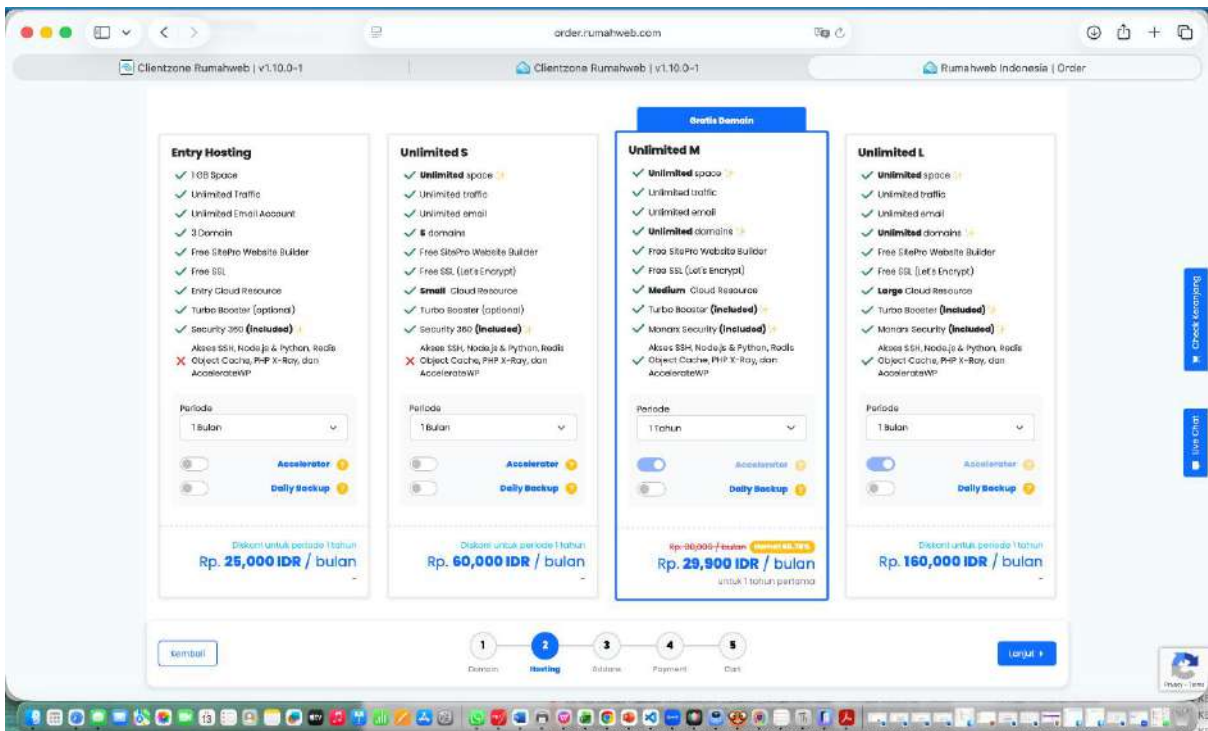 order.rumahweb.com
Clientzone Rumahweb | v1.10.0-1
Clientzone Rumahweb | v1.10.0-1
Rumahweb Indonesia | Order
Entry Hosting
1 GB Space
Unlimited Traffic
Unlimited Email Account
3 Domain
Free SitePro Website Builder
Free SSL
Entry Cloud Resource
Turbo Booster (optional)
Security 360 (included)
Akses SSH, Node.js & Python, Redis
Object Cache, PHP X-Ray, dan
AccelerateWP
Periode
1 Bulan
Accelerator
Daily Backup
Diskon untuk periode 1 tahun
Rp. 25,000 IDR / bulan
-
Unlimited S
Unlimited space
Unlimited traffic
Unlimited email
domains
Free SitePro Website Builder
Free SSL (Let's Encrypt)
Small Cloud Resource
Turbo Booster (optional)
Security 360 (included)
Akses SSH, Node.js & Python, Redis
Object Cache, PHP X-Ray, dan
AccelerateWP
Periode
1 Bulan
Accelerator
Daily Backup
Diskon untuk periode 1 tahun
Rp. 60,000 IDR / bulan
-
Gratis Domain
Unlimited M
Unlimited space
Unlimited traffic
Unlimited email
Unlimited domains
Free SitePro Website Builder
Free SSL (Let's Encrypt)
Medium Cloud Resource
Turbo Booster (included)
Monarx Security (included)
Akses SSH, Node.js & Python, Redis
Object Cache, PHP X-Ray, dan
AccelerateWP
Periode
1 Tahun
Accelerator
Daily Backup
/ bulan
Rp. 29,900 IDR / bulan
untuk 1 tahun pertama
Unlimited L
Unlimited space
Unlimited traffic
Unlimited email
Unlimited domains
Free SitePro Website Builder
Free SSL (Let's Encrypt)
Large Cloud Resource
Turbo Booster (included)
Monarx Security (included)
Akses SSH, Node.js & Python, Redis
Object Cache, PHP X-Ray, dan
AccelerateWP
Periode
1 Bulan
Accelerator
Daily Backup
Diskon untuk periode 1 tahun
Rp. 160,000 IDR / bulan
-
Check Keranjang
Live Chat
Kembali
1
2
3
4
5
Domain
Hosting
Addons
Payment
Cart
Lanjut
Privacy - Terms
13